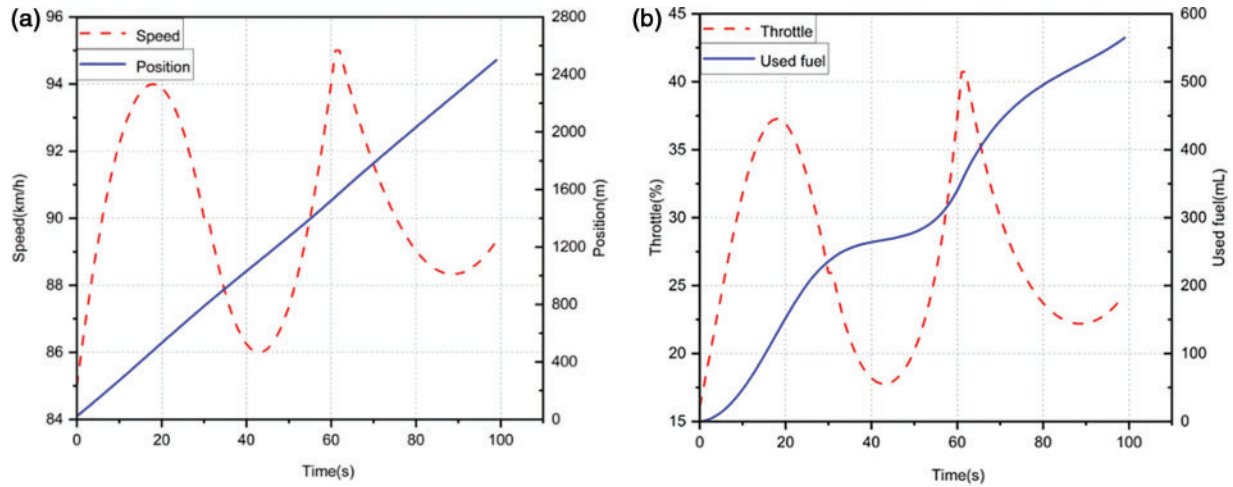 (a)
96
94
92
90
88
86
84
Speed(km/h)
Speed
Position
2800
2400
2000
1600
1200
800
400
0
Position(m)
0 20 40 60 80 100
Time(s)
(b)
45
40
35
30
25
20
15
Throttle(%)
Throttle
Used fuel
600
500
400
300
200
100
0
Used fuel(mL)
0 20 40 60 80 100
Time(s)